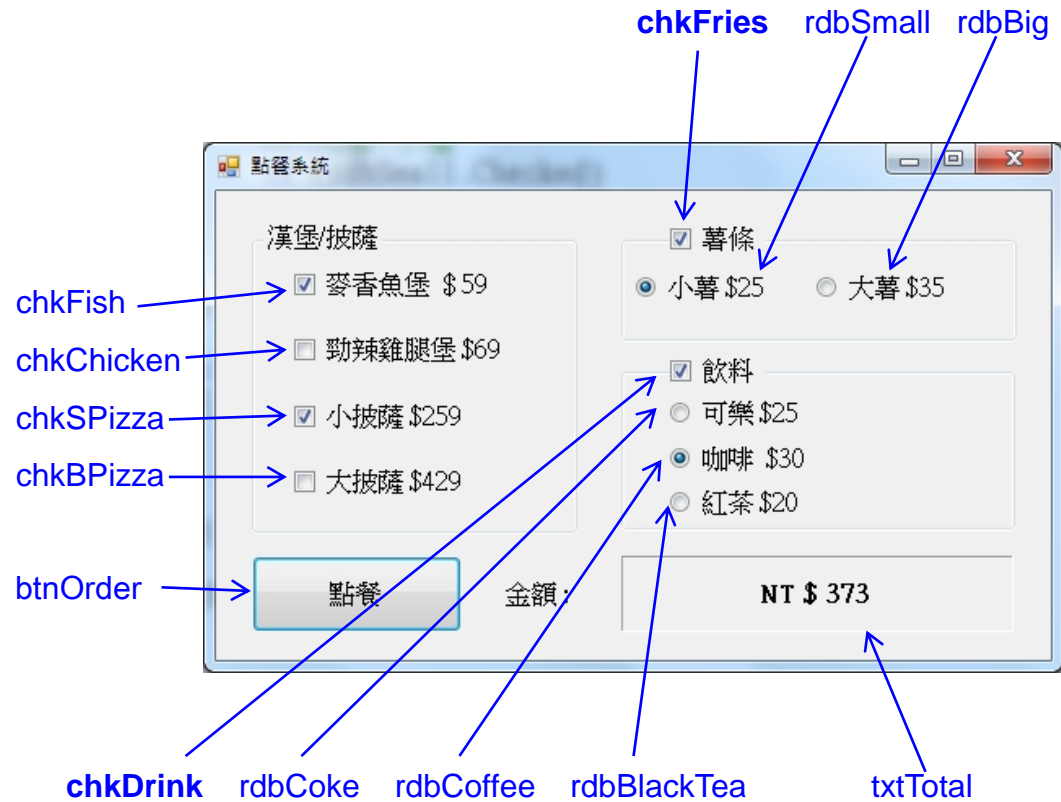 chkFries rdbSmall rdbBig
點餐系統
漢堡/披薩
麥香魚堡 $ 59
勁辣雞腿堡 $69
小披薩 $259
大披薩 $429
薯條
小薯 $25 大薯 $35
飲料
可樂 $25
咖啡 $30
紅茶 $20
chkFish
chkChicken
chkSPizza
chkBPizza
btnOrder
點餐 金額： NT $ 373
chkDrink rdbCoke rdbCoffee rdbBlackTea txtTotal